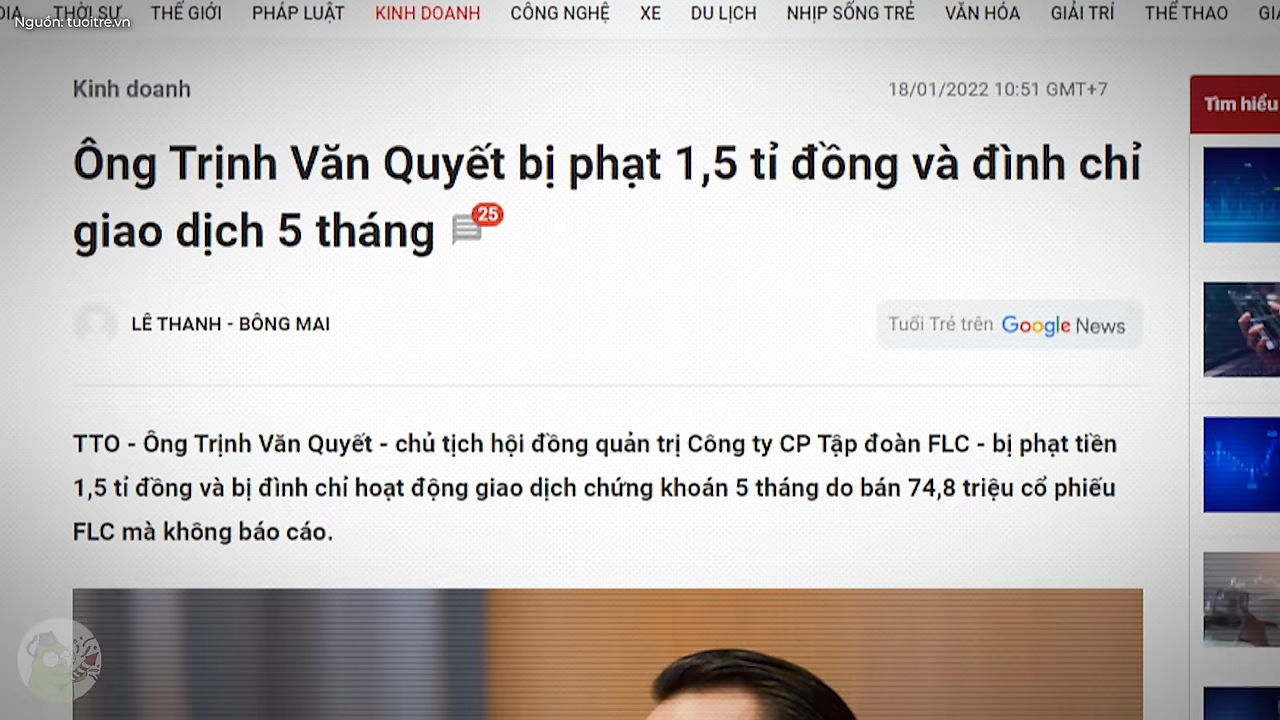 THỜI SỰ THẾ GIỚI PHÁP LUẬT KINH DOANH CÔNG NGHỆ XE DU LỊCH NHỊP SỐNG TRẺ VĂN HÓA GIẢI TRÍ THỂ THAO
Nguồn: tuoitre.vn
Kinh doanh
18/01/2022 10:51 GMT+7
Tìm hiểu
Ông Trịnh Văn Quyết bị phạt 1,5 tỉ đồng và đình chỉ
giao dịch 5 tháng 25
LÊ THANH - BÔNG MAI
Tuổi Trẻ trên Google News
TTO - Ông Trịnh Văn Quyết - chủ tịch hội đồng quản trị Công ty CP Tập đoàn FLC - bị phạt tiền
1,5 tỉ đồng và bị đình chỉ hoạt động giao dịch chứng khoán 5 tháng do bán 74,8 triệu cổ phiếu
FLC mà không báo cáo.